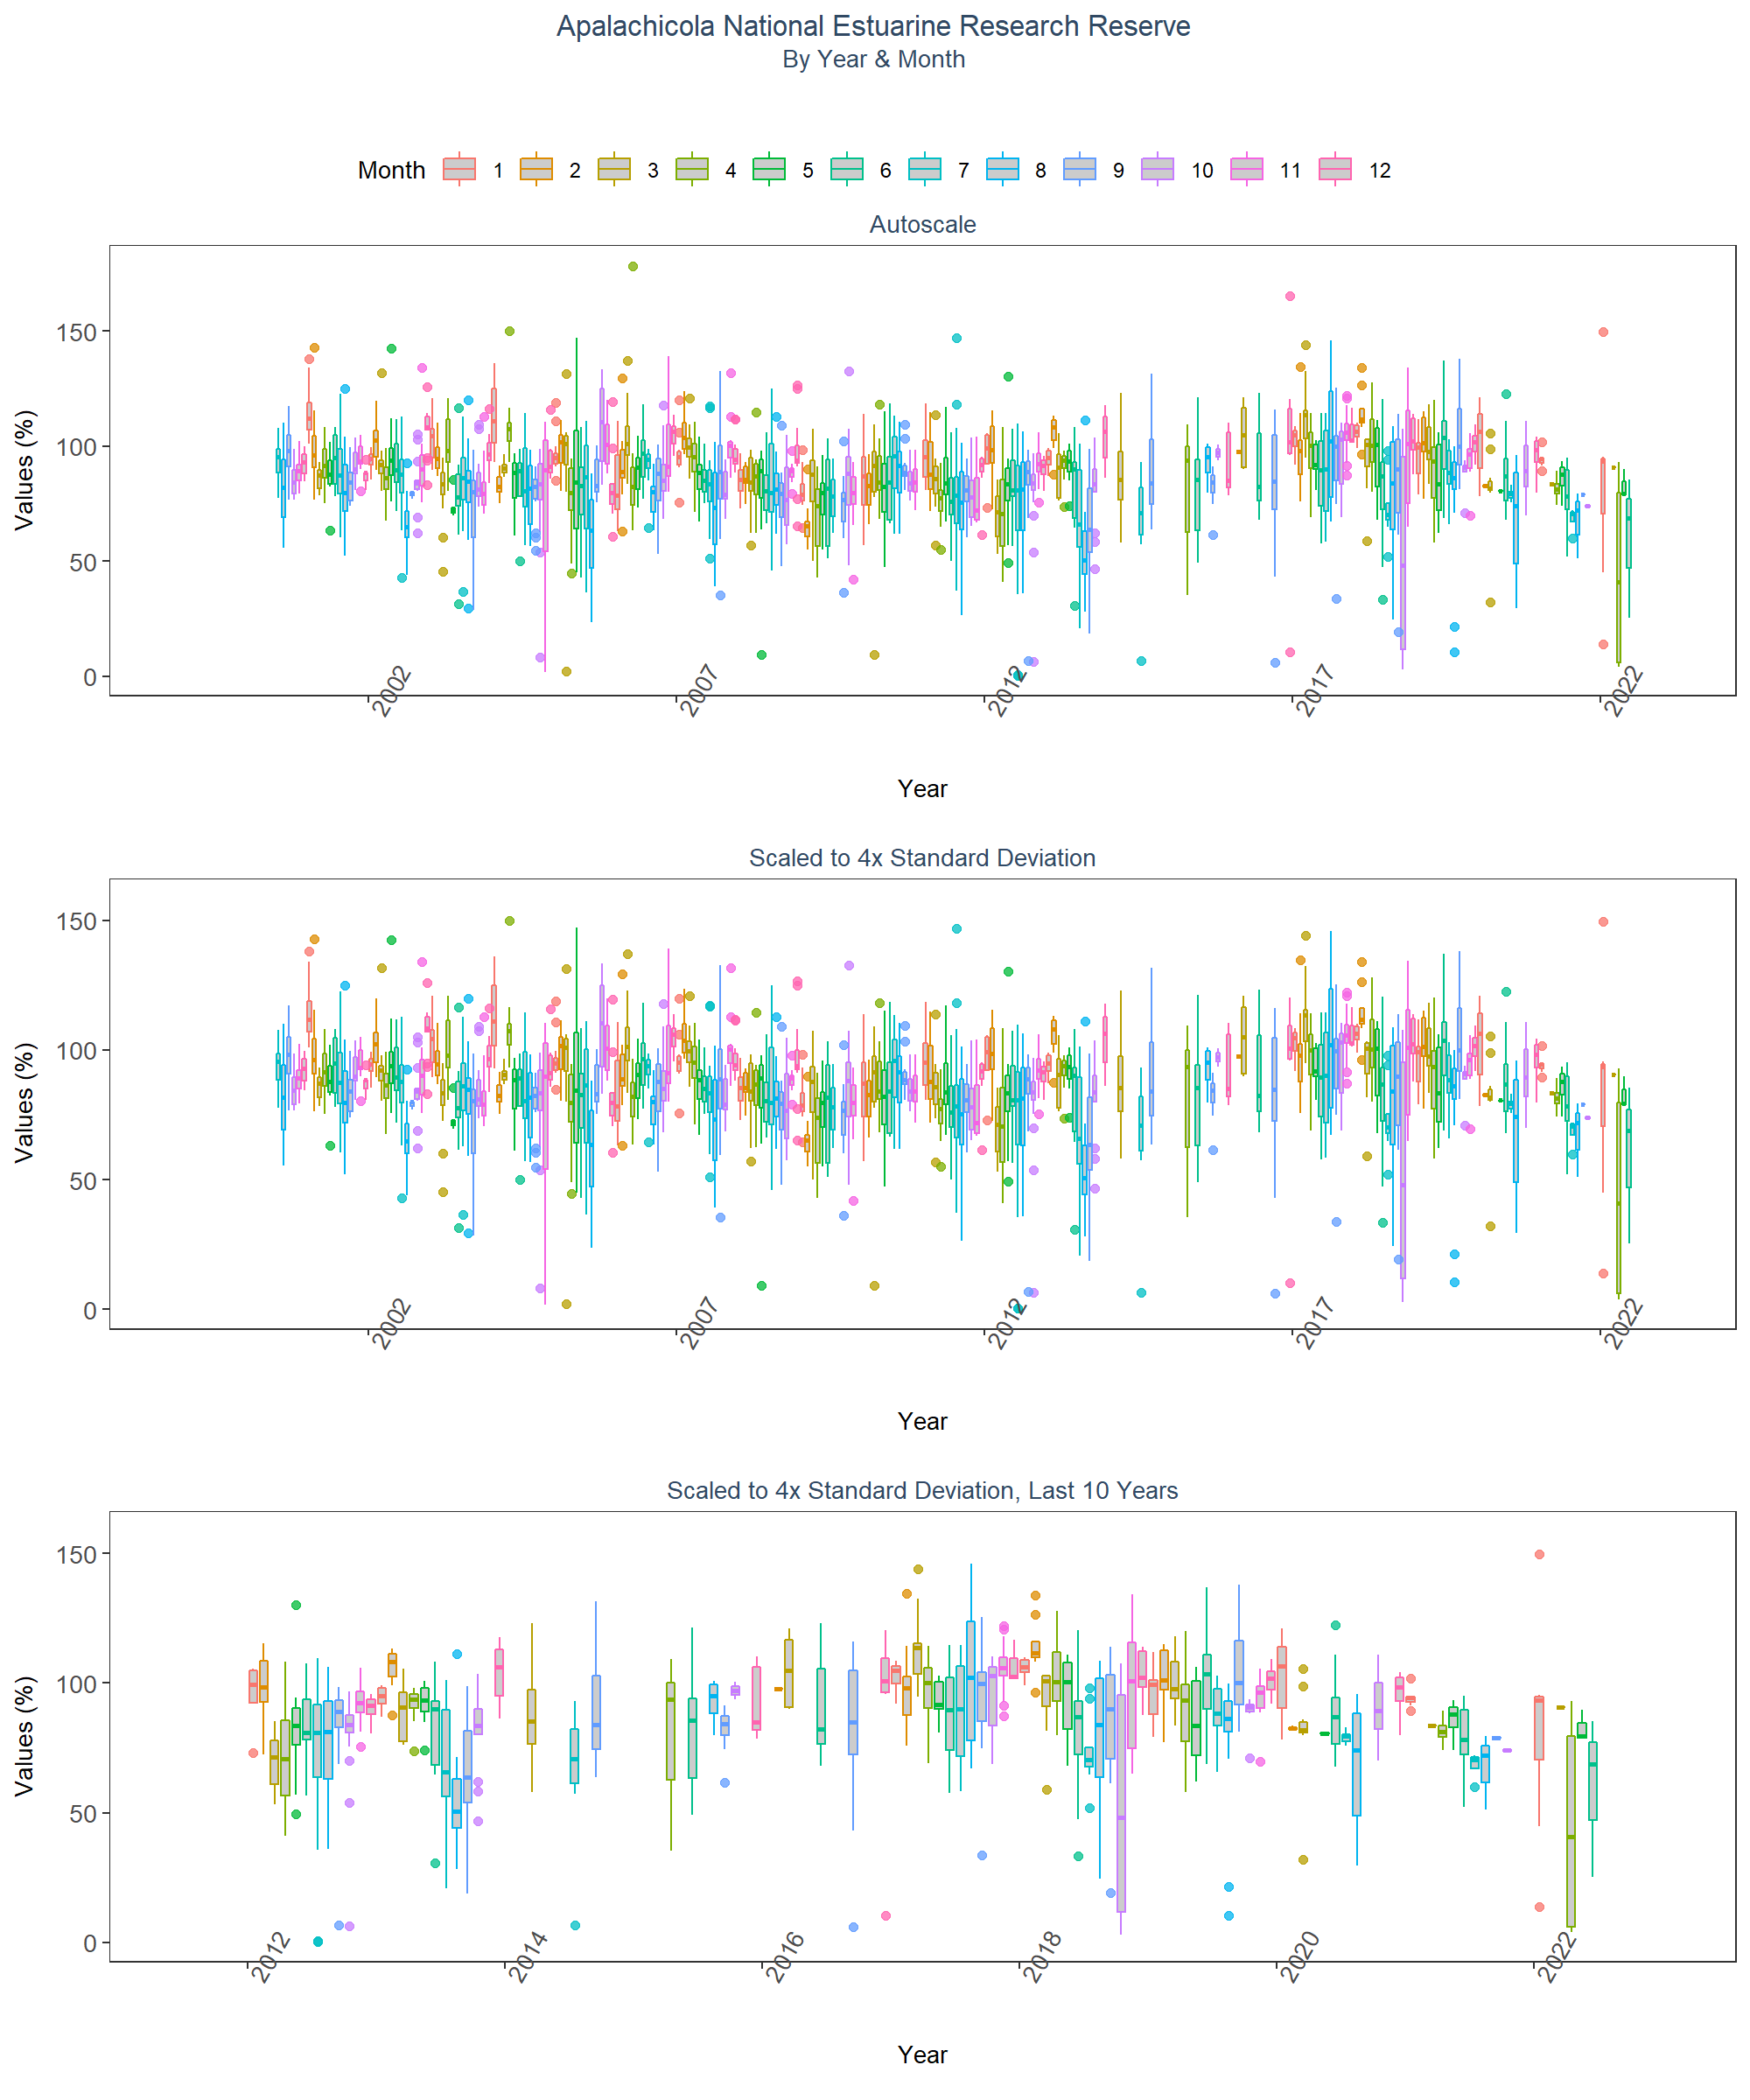 Apalachicola National Estuarine Research Reserve
By Year & Month
Month 1 2 3 4 5 6 7 8 9 10 11 12
Autoscale
Values (%)
150
100
50
0
2002 2007 2012 2017 2022
Year
Scaled to 4x Standard Deviation
Values (%)
150
100
50
0
2002 2007 2012 2017 2022
Year
Scaled to 4x Standard Deviation, Last 10 Years
Values (%)
150
100
50
0
2012 2014 2016 2018 2020 2022
Year